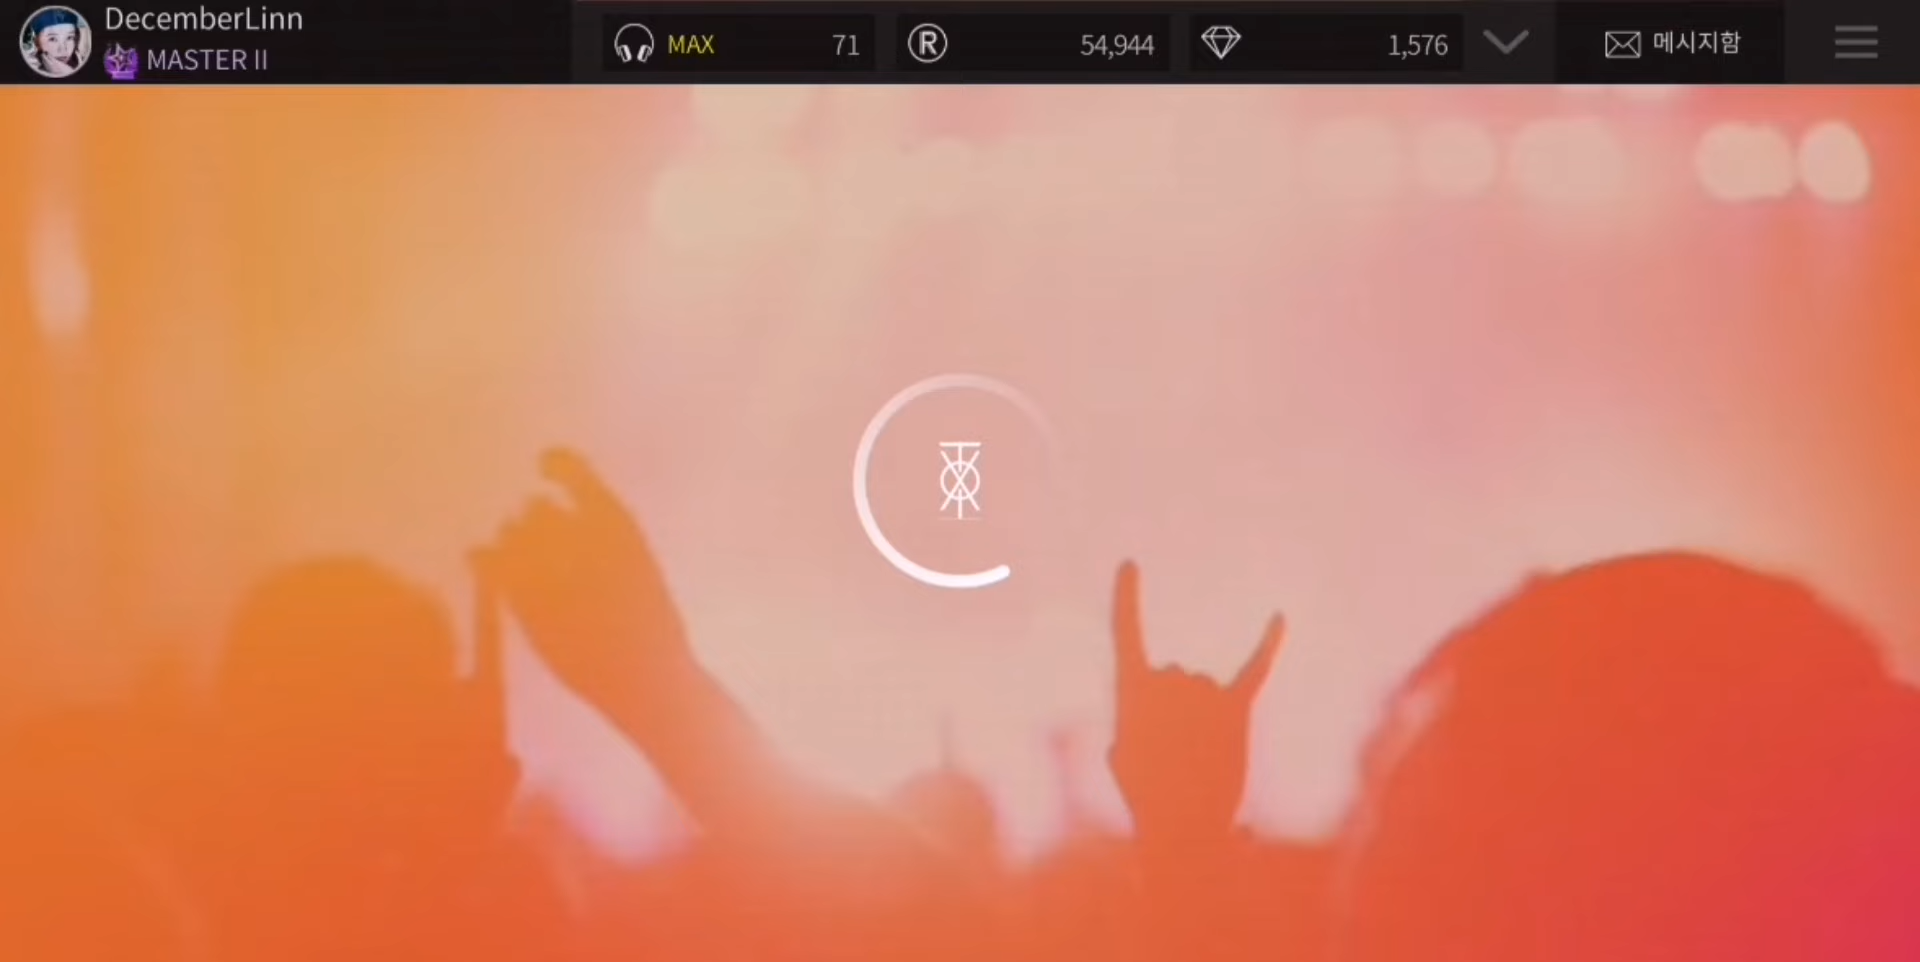 DecemberLinn
MASTER II
MAX 71
R 54,944
1,576
메시지함